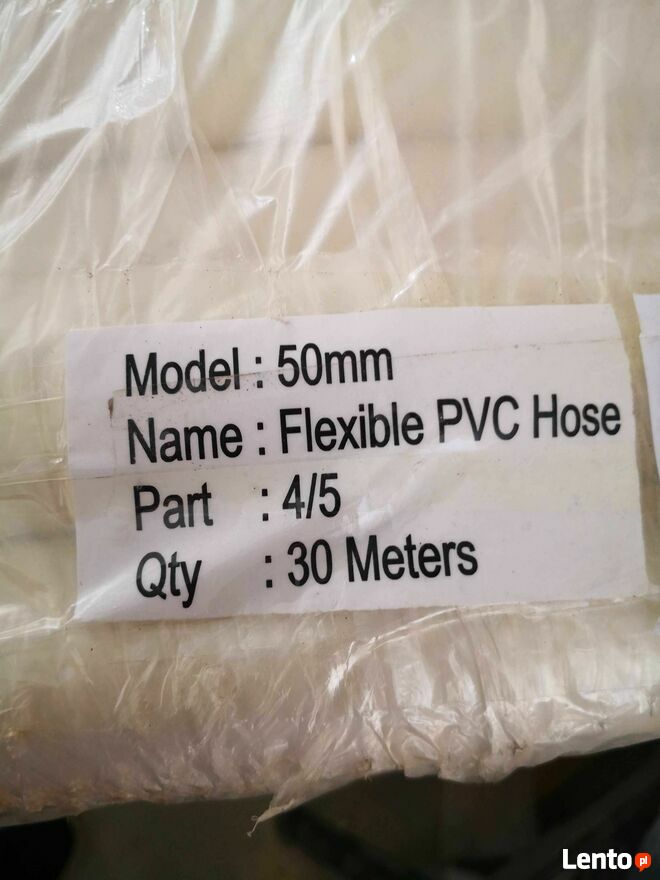 Model : 50mm
Name : Flexible PVC Hose
Part : 4/5
Qty : 30 Meters
Lento pl